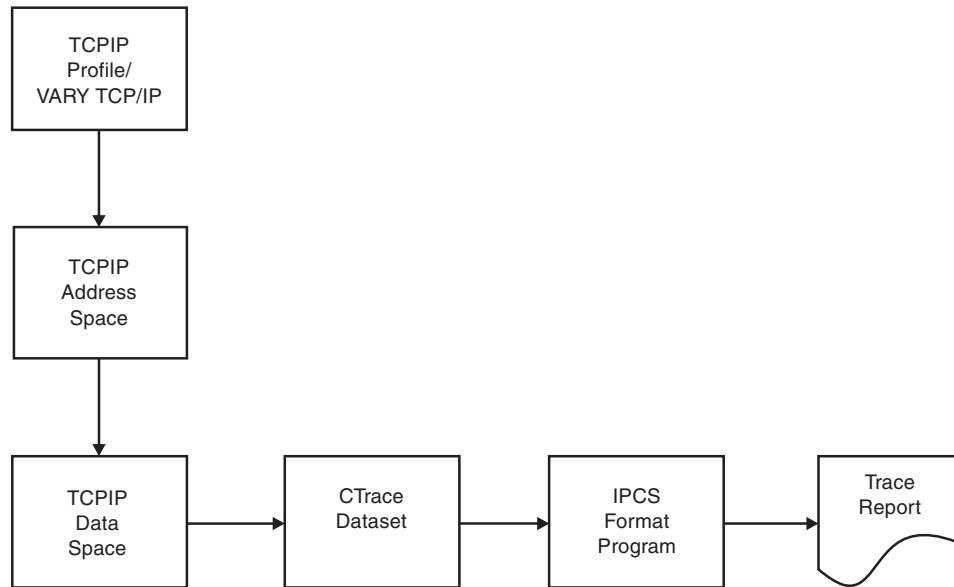 TCPIP
Profile/
VARY TCP/IP
TCPIP
Address
Space
TCPIP
Data
Space
CTrace
Dataset
IPCS
Format
Program
Trace
Report